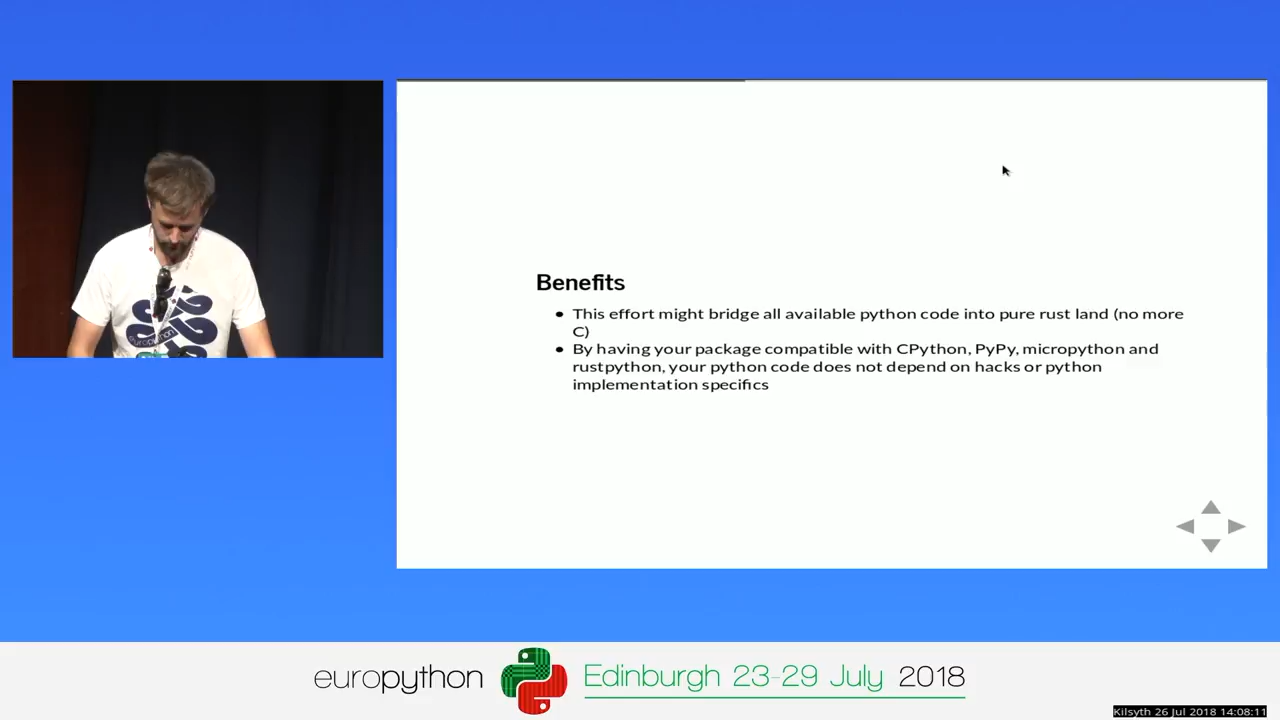 Benefits
This effort might bridge all available python code into pure rust land (no more
C)
By having your package compatible with CPython, PyPy, micropython and
rustpython, your python code does not depend on hacks or python
implementation specifics
europython
europython Edinburgh 23-29 July 2018
Kilsyth 26 Jul 2018 14:08:11